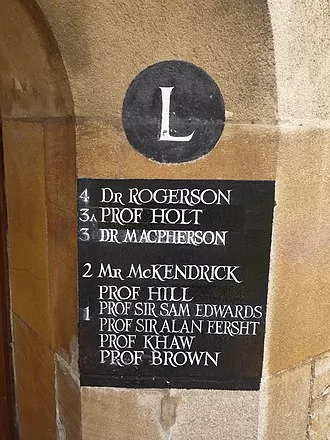 L
4 DR ROGERSON
3A PROF HOLT
3 DR MACPHERSON
2 MR MCKENDRICK
PROF HILL
1 PROF SIR SAM EDWARDS
PROF SIR ALAN FERSHT
PROF KHAW
PROF BROWN